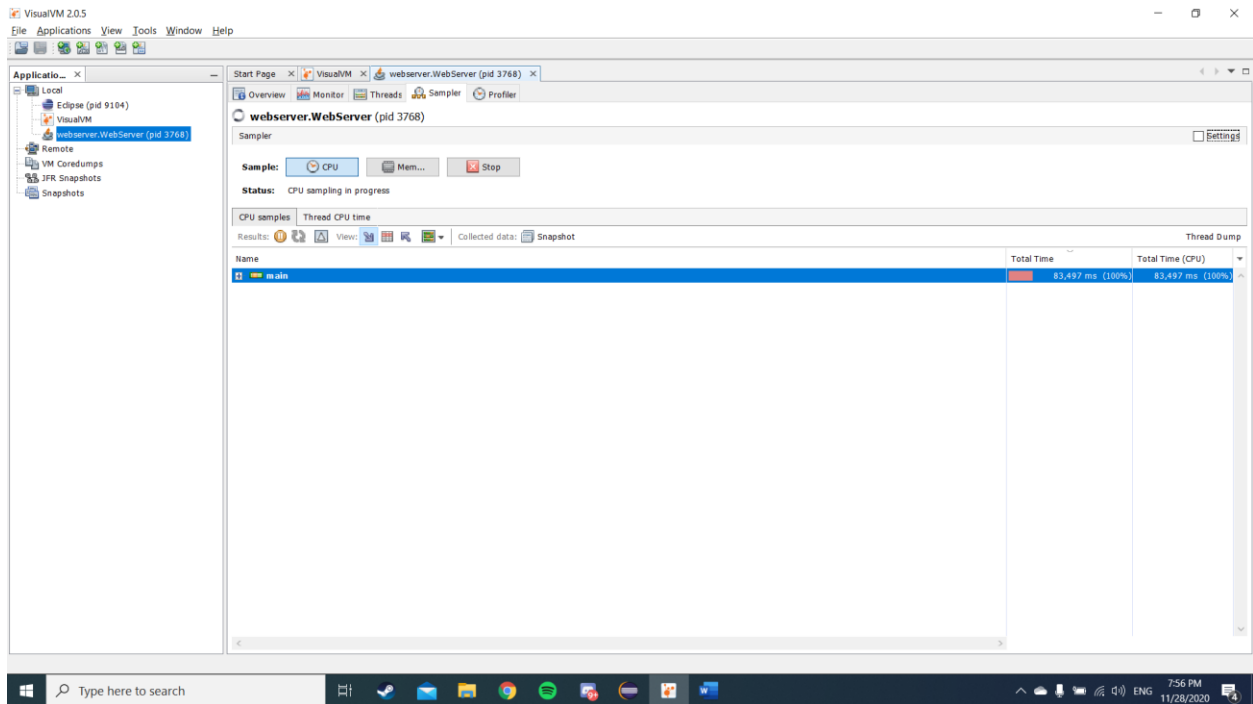 VisualVM 2.0.5
File Applications View Tools Window Help
Applicatio...
Start Page VisualVM webserver.WebServer (pid 3768)
Local
Eclipse (pid 9104)
VisualVM
webserver.WebServer (pid 3768)
Remote
VM Coredumps
JFR Snapshots
Snapshots
Overview Monitor Threads Sampler Profiler
webserver.WebServer (pid 3768)
Sampler Settings
Sample: CPU Mem... Stop
Status: CPU sampling in progress
CPU samples Thread CPU time
Results: View: Collected data: Snapshot Thread Dump
Name Total Time Total Time (CPU)
main 83,497 ms (100%) 83,497 ms (100%)
Type here to search
ENG 7:56 PM
11/28/2020
4